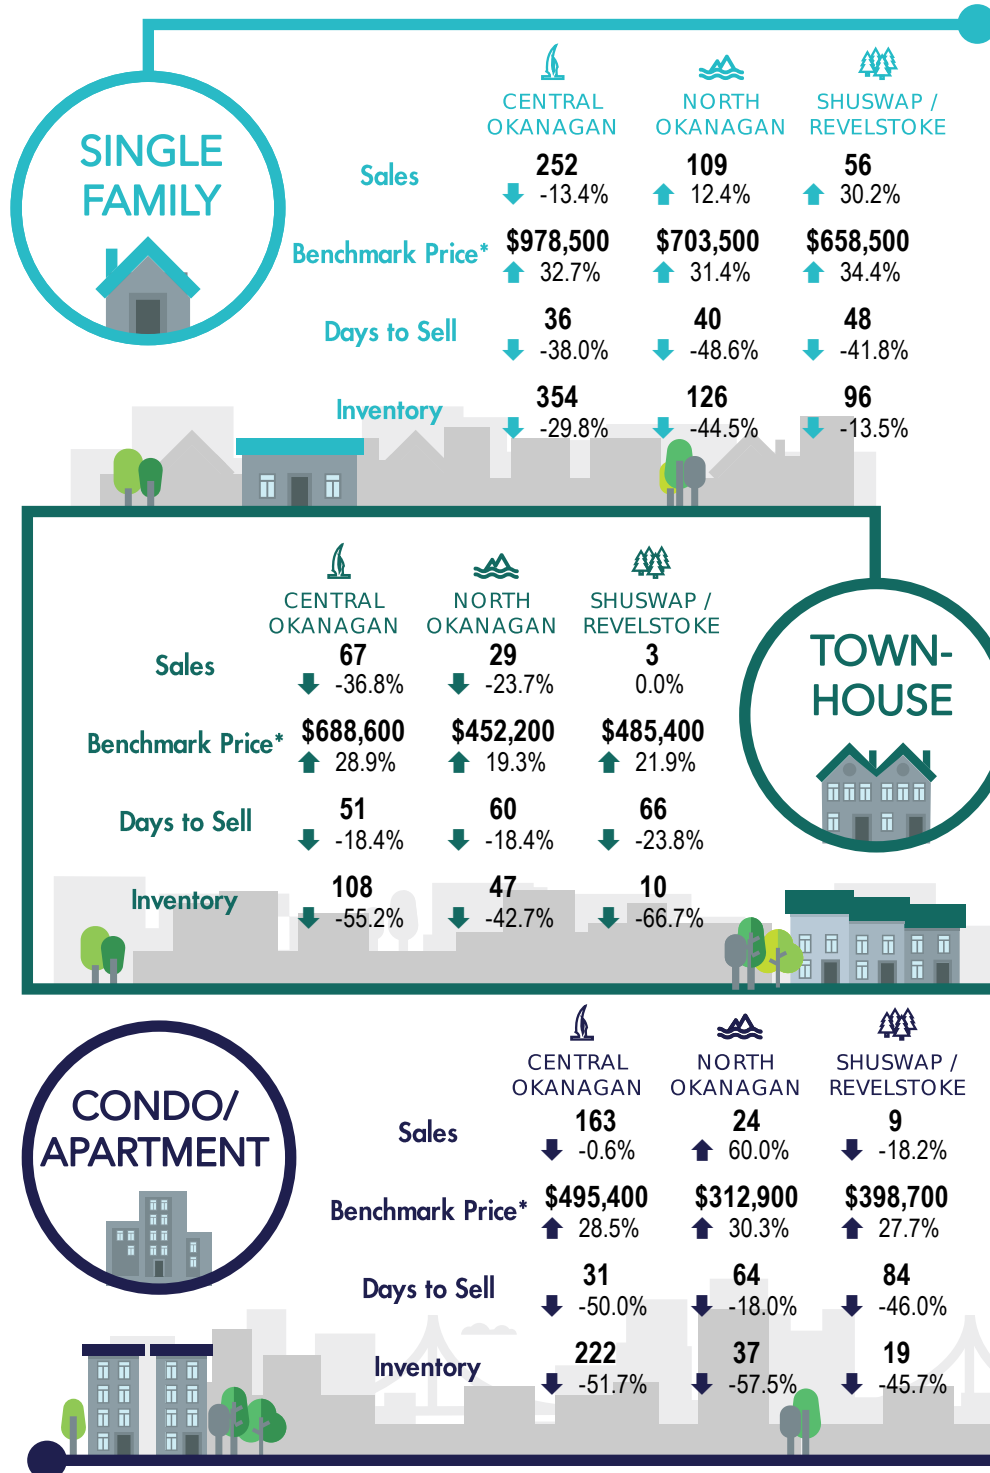 SINGLE
FAMILY
CENTRAL
OKANAGAN
NORTH
OKANAGAN
SHUSWAP /
REVELSTOKE
Sales
252
109
56
-13.4%
12.4%
30.2%
Benchmark Price*
$978,500
$703,500
$658,500
32.7%
31.4%
34.4%
Days to Sell
36
40
48
-38.0%
-48.6%
-41.8%
Inventory
354
126
96
-29.8%
-44.5%
-13.5%
TOWN-
HOUSE
CENTRAL
OKANAGAN
NORTH
OKANAGAN
SHUSWAP /
REVELSTOKE
Sales
67
29
3
-36.8%
-23.7%
0.0%
Benchmark Price*
$688,600
$452,200
$485,400
28.9%
19.3%
21.9%
Days to Sell
51
60
66
-18.4%
-18.4%
-23.8%
Inventory
108
47
10
-55.2%
-42.7%
-66.7%
CONDO/
APARTMENT
CENTRAL
OKANAGAN
NORTH
OKANAGAN
SHUSWAP /
REVELSTOKE
Sales
163
24
9
-0.6%
60.0%
-18.2%
Benchmark Price*
$495,400
$312,900
$398,700
28.5%
30.3%
27.7%
Days to Sell
31
64
84
-50.0%
-18.0%
-46.0%
Inventory
222
37
19
-51.7%
-57.5%
-45.7%